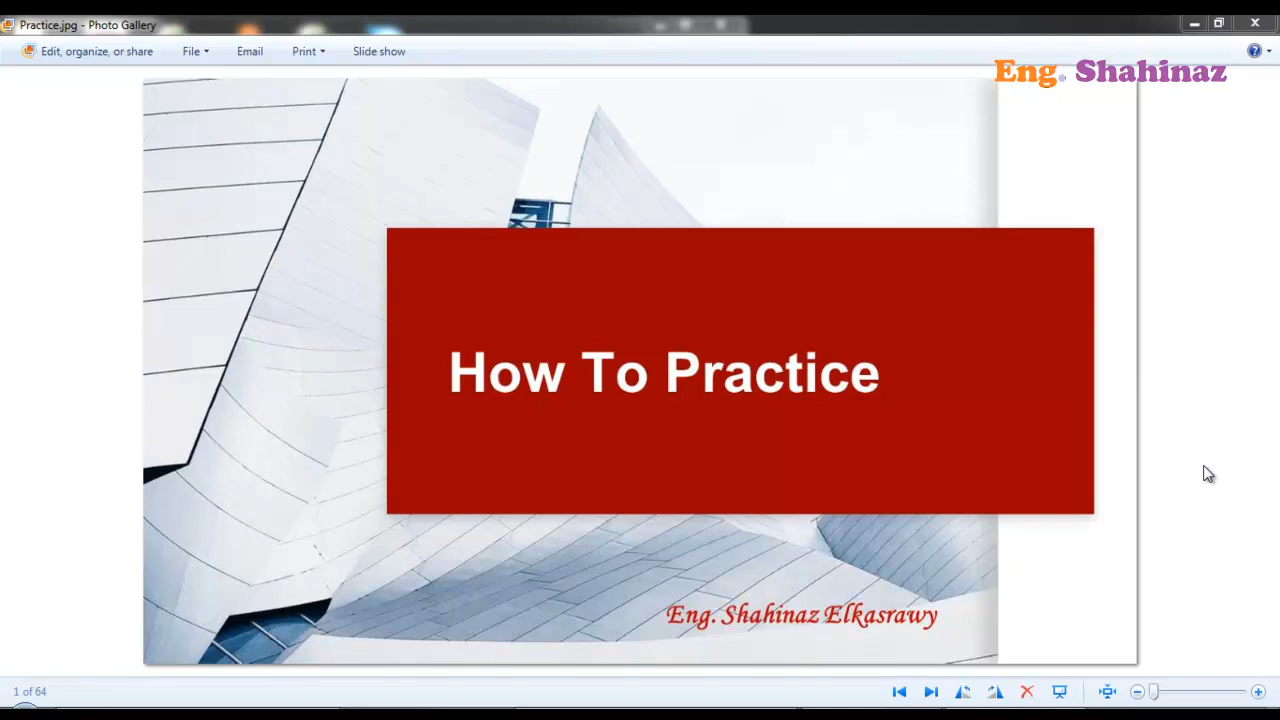 Practice.jpg - Photo Gallery
Edit, organize, or share File Email Print Slide show
Eng. Shahinaz
How To Practice
Eng. Shahinaz Elkasrawy
1 of 64